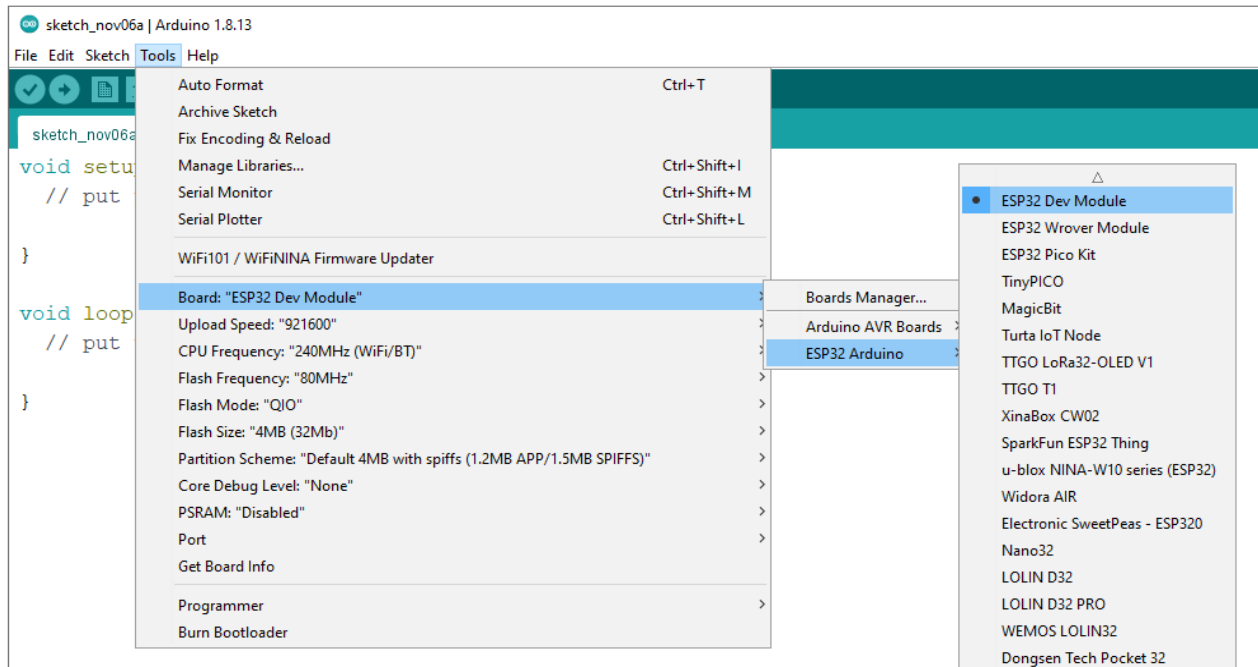 sketch_nov06a | Arduino 1.8.13
File Edit Sketch Tools Help
sketch_nov06a
void setu
// put
}
void loop
// put
}
Auto Format Ctrl+T
Archive Sketch
Fix Encoding & Reload
Manage Libraries... Ctrl+Shift+I
Serial Monitor Ctrl+Shift+M
Serial Plotter Ctrl+Shift+L
WiFi101 / WiFiNINA Firmware Updater
Board: "ESP32 Dev Module"
Upload Speed: "921600"
CPU Frequency: "240MHz (WiFi/BT)"
Flash Frequency: "80MHz"
Flash Mode: "QIO"
Flash Size: "4MB (32Mb)"
Partition Scheme: "Default 4MB with spiffs (1.2MB APP/1.5MB SPIFFS)"
Core Debug Level: "None"
PSRAM: "Disabled"
Port
Get Board Info
Programmer
Burn Bootloader
Boards Manager...
Arduino AVR Boards
ESP32 Arduino
ESP32 Dev Module
ESP32 Wrover Module
ESP32 Pico Kit
TinyPICO
MagicBit
Turta IoT Node
TTGO LoRa32-OLED V1
TTGO T1
XinaBox CW02
SparkFun ESP32 Thing
u-blox NINA-W10 series (ESP32)
Widora AIR
Electronic SweetPeas - ESP320
Nano32
LOLIN D32
LOLIN D32 PRO
WEMOS LOLIN32
Dongsen Tech Pocket 32